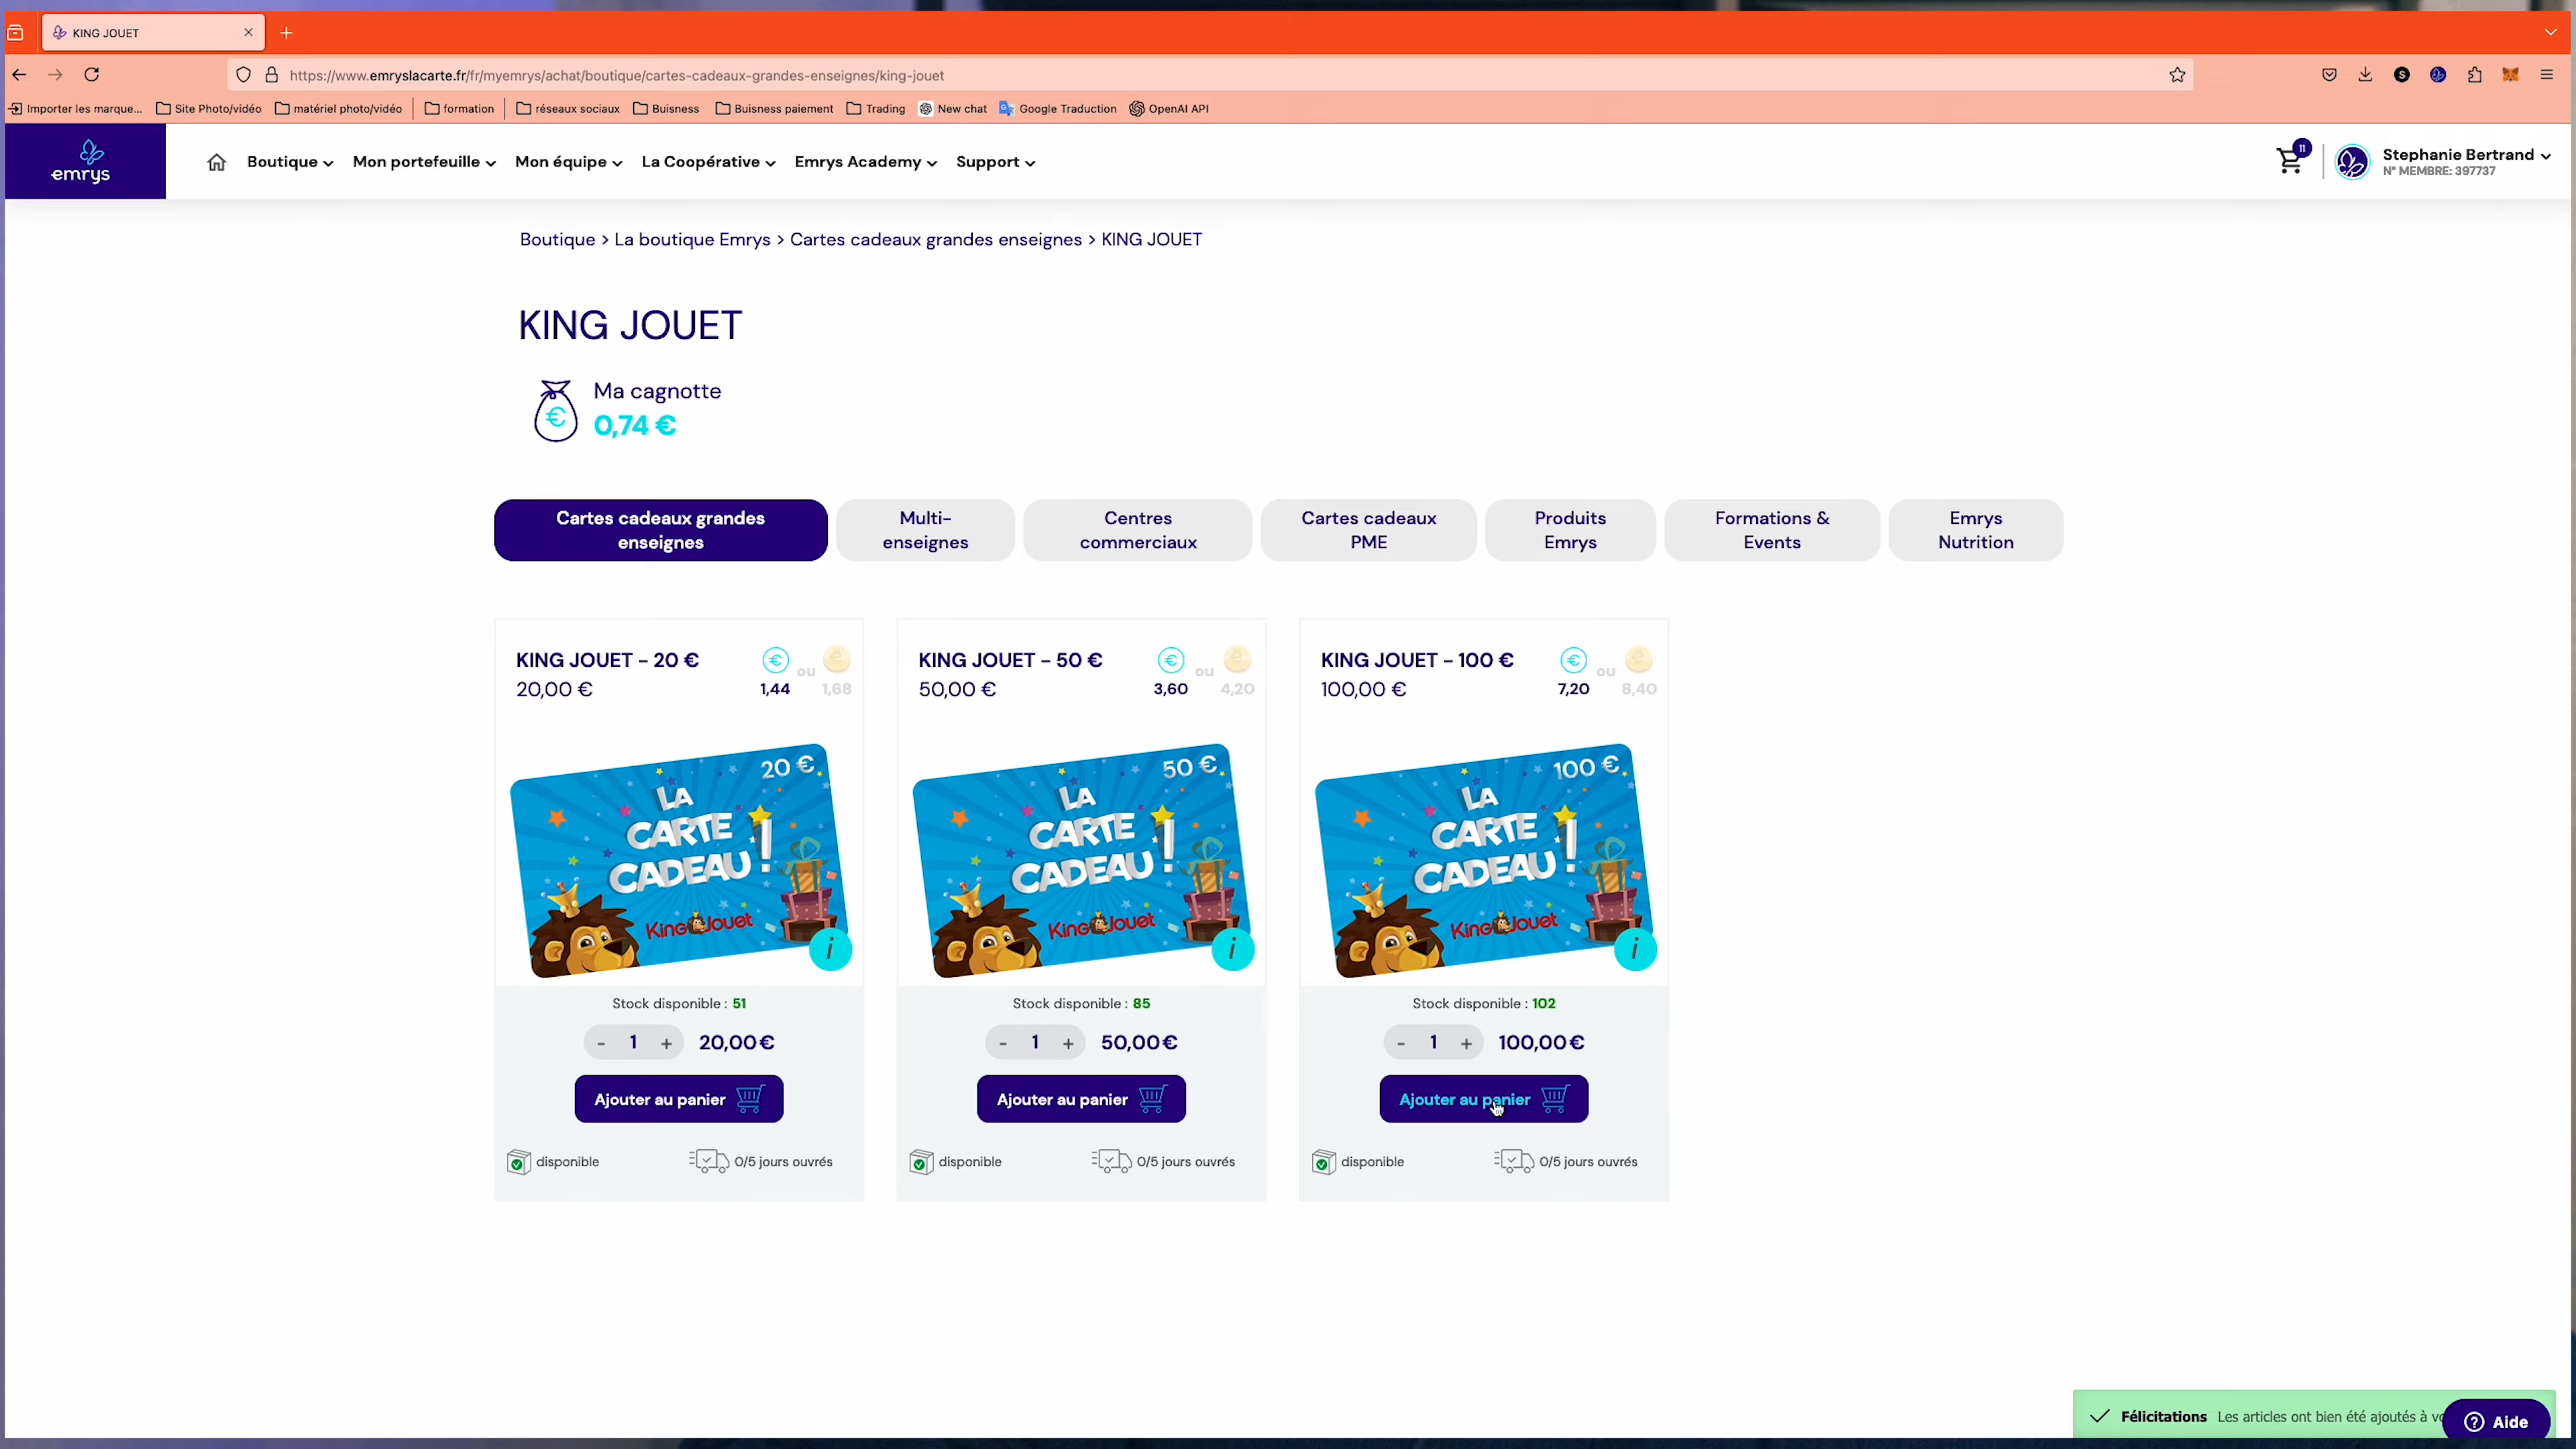 KING JOUET
https://www.emryslacarte.fr/fr/myemrys/achat/boutique/cartes-cadeaux-grandes-enseignes/king-jouet
Importer les marque... Site Photo/vidéo matériel photo/vidéo formation réseaux sociaux Buisness Buisness paiement Trading New chat Google Traduction OpenAI API
emrys
Boutique Mon portefeuille Mon équipe La Coopérative Emrys Academy Support
11
Stephanie Bertrand
N° MEMBRE: 397737
Boutique > La boutique Emrys > Cartes cadeaux grandes enseignes > KING JOUET
KING JOUET
Ma cagnotte
0,74 €
Cartes cadeaux grandes enseignes
Multi-enseignes
Centres commerciaux
Cartes cadeaux PME
Produits Emrys
Formations & Events
Emrys Nutrition
KING JOUET - 20 €
20,00 €
1,44 ou 1,68
20 €
LA
CARTE
CADEAU !
King Jouet
Stock disponible : 51
- 1 + 20,00€
Ajouter au panier
disponible 0/5 jours ouvrés
KING JOUET - 50 €
50,00 €
3,60 ou 4,20
50 €
LA
CARTE
CADEAU !
King Jouet
Stock disponible : 85
- 1 + 50,00€
Ajouter au panier
disponible 0/5 jours ouvrés
KING JOUET - 100 €
100,00 €
7,20 ou 8,40
100 €
LA
CARTE
CADEAU !
King Jouet
Stock disponible : 102
- 1 + 100,00€
Ajouter au panier
disponible 0/5 jours ouvrés
Félicitations Les articles ont bien été ajoutés à
Aide